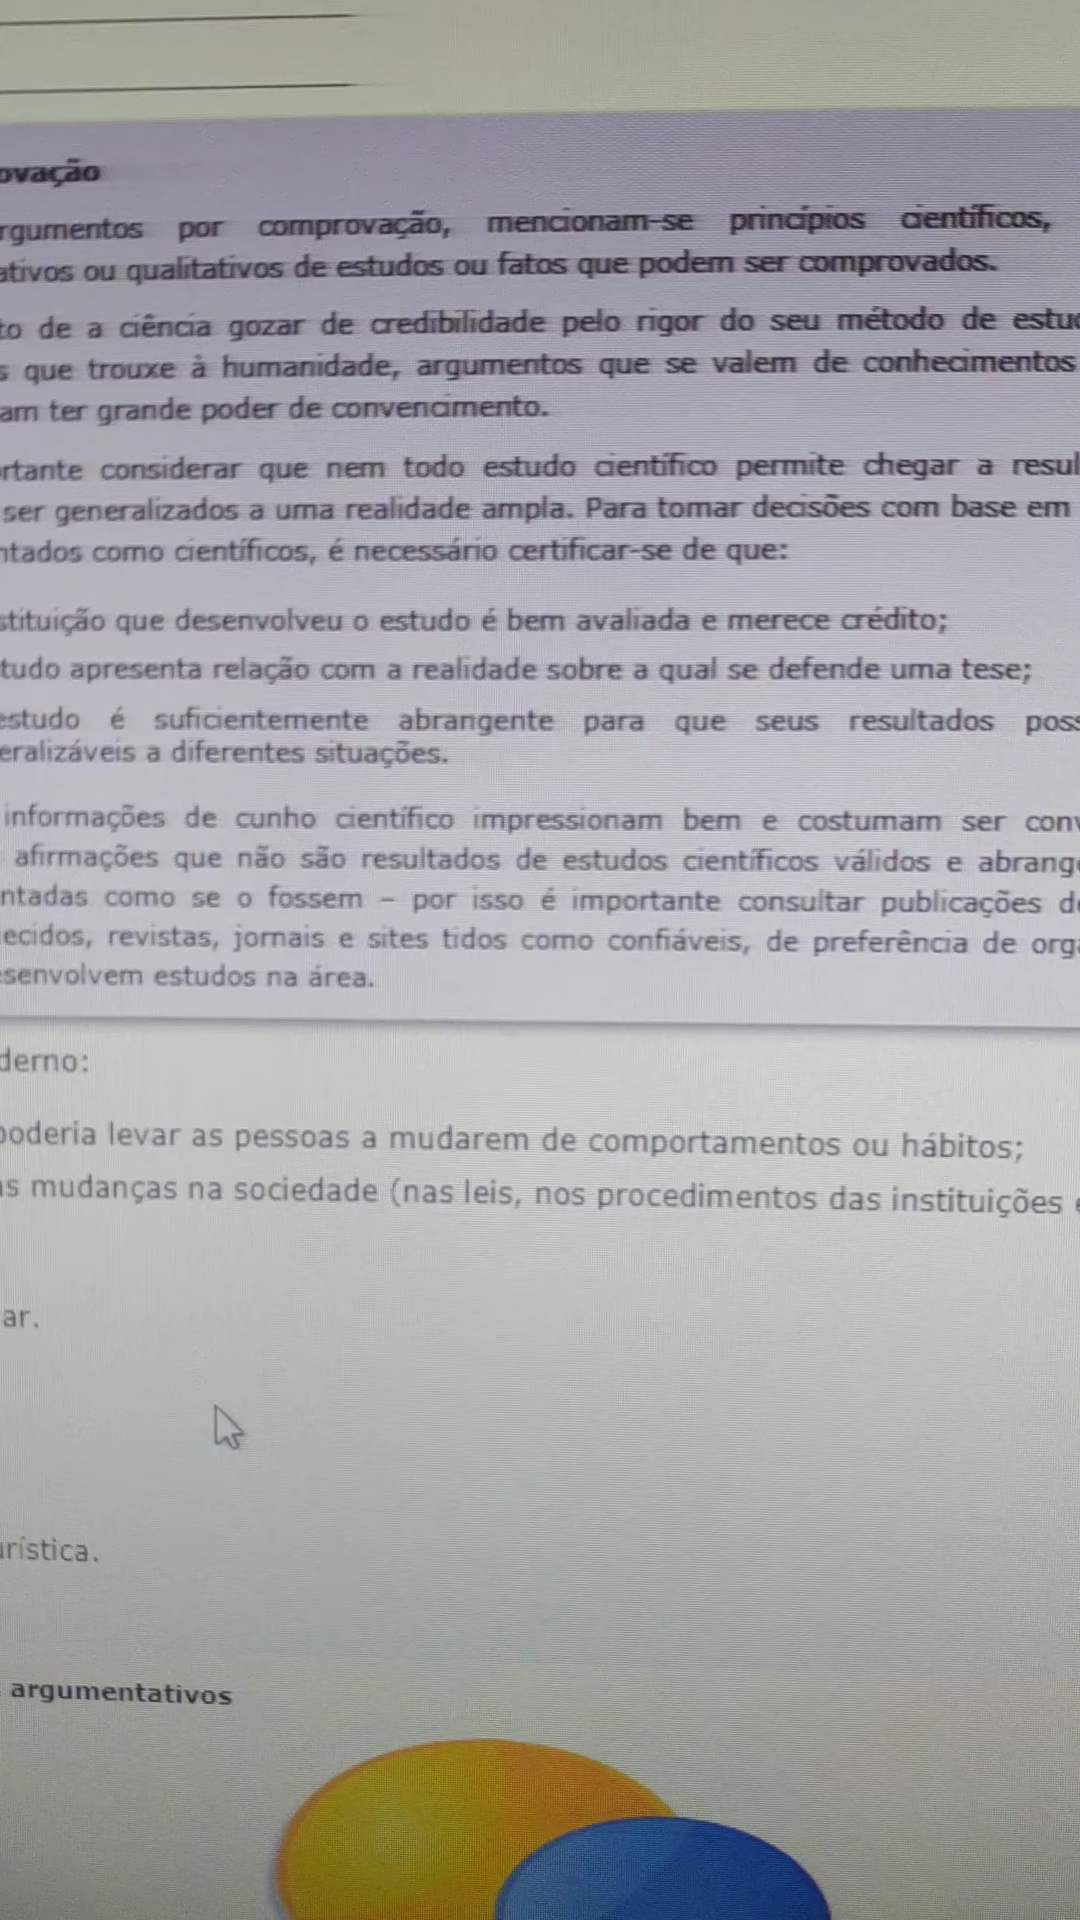 ovação
rgumentos por comprovação, mencionam-se princípios científicos,
ativos ou qualitativos de estudos ou fatos que podem ser comprovados.
to de a ciência gozar de credibilidade pelo rigor do seu método de estud
s que trouxe à humanidade, argumentos que se valem de conhecimentos
am ter grande poder de convencimento.
rtante considerar que nem todo estudo científico permite chegar a resul
ser generalizados a uma realidade ampla. Para tomar decisões com base em
ntados como científicos, é necessário certificar-se de que:
stituição que desenvolveu o estudo é bem avaliada e merece crédito;
tudo apresenta relação com a realidade sobre a qual se defende uma tese;
estudo é suficientemente abrangente para que seus resultados poss
eralizáveis a diferentes situações.
informações de cunho científico impressionam bem e costumam ser conv
afirmações que não são resultados de estudos científicos válidos e abrange
ntadas como se o fossem – por isso é importante consultar publicações de
ecidos, revistas, jornais e sites tidos como confiáveis, de preferência de orga
senvolvem estudos na área.
derno:
poderia levar as pessoas a mudarem de comportamentos ou hábitos;
as mudanças na sociedade (nas leis, nos procedimentos das instituições e
ar.
urística.
argumentativos